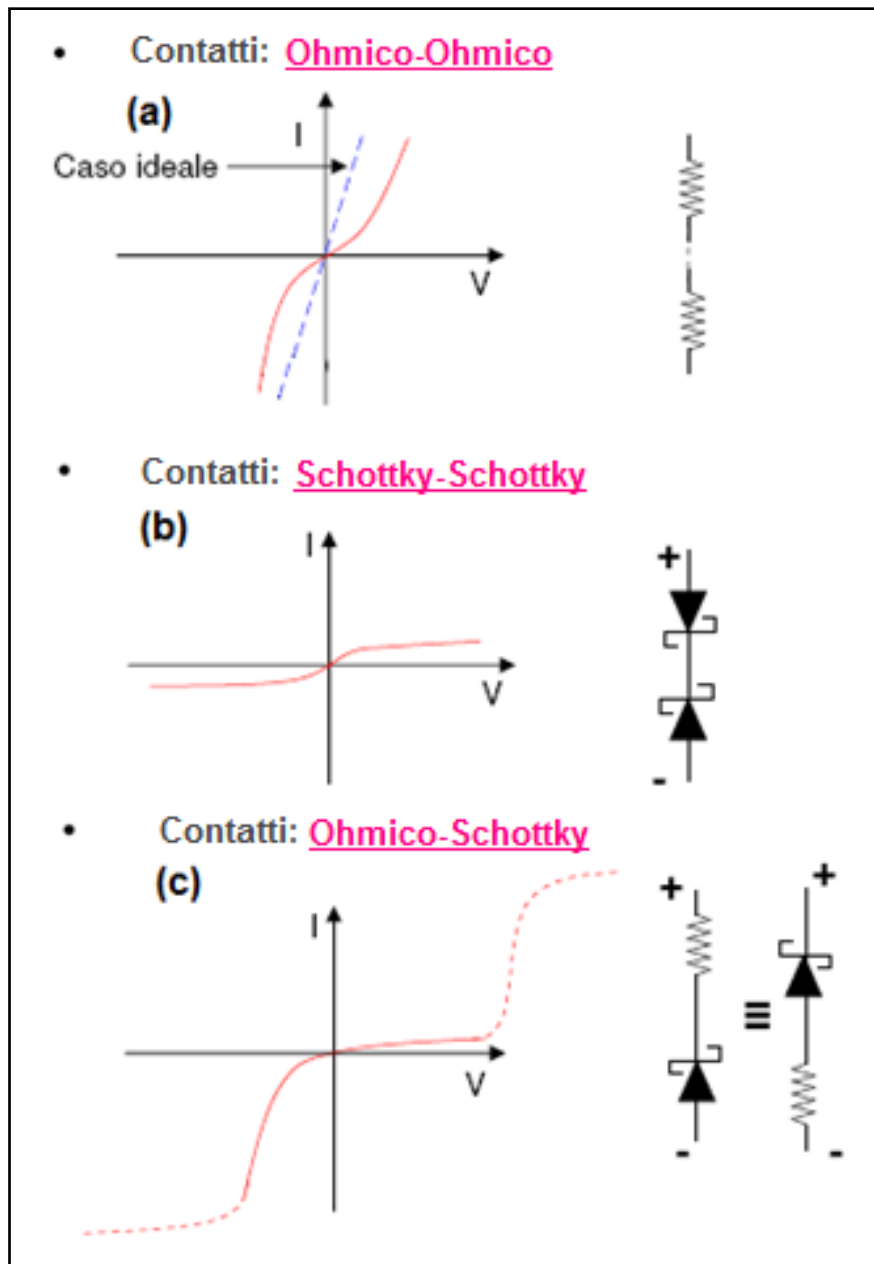 • Contatti: Ohmico-Ohmico
(a)
I
Caso ideale
V
• Contatti: Schottky-Schottky
(b)
I
+
V
-
• Contatti: Ohmico-Schottky
(c)
+
+
I
≡
V
-
-